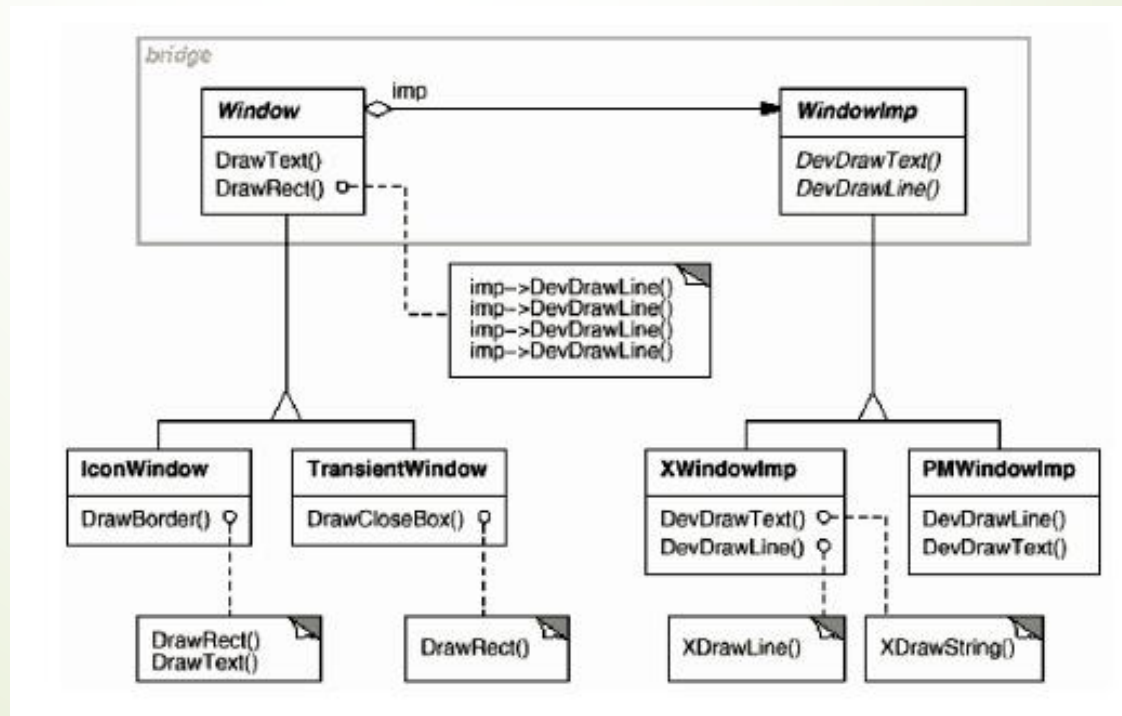 bridge
imp
Window
DrawText()
DrawRect()
WindowImp
DevDrawText()
DevDrawLine()
imp->DevDrawLine()
imp->DevDrawLine()
imp->DevDrawLine()
imp->DevDrawLine()
IconWindow
DrawBorder()
TransientWindow
DrawCloseBox()
XWindowImp
DevDrawText()
DevDrawLine()
PMWindowImp
DevDrawLine()
DevDrawText()
DrawRect()
DrawText()
DrawRect()
XDrawLine()
XDrawString()